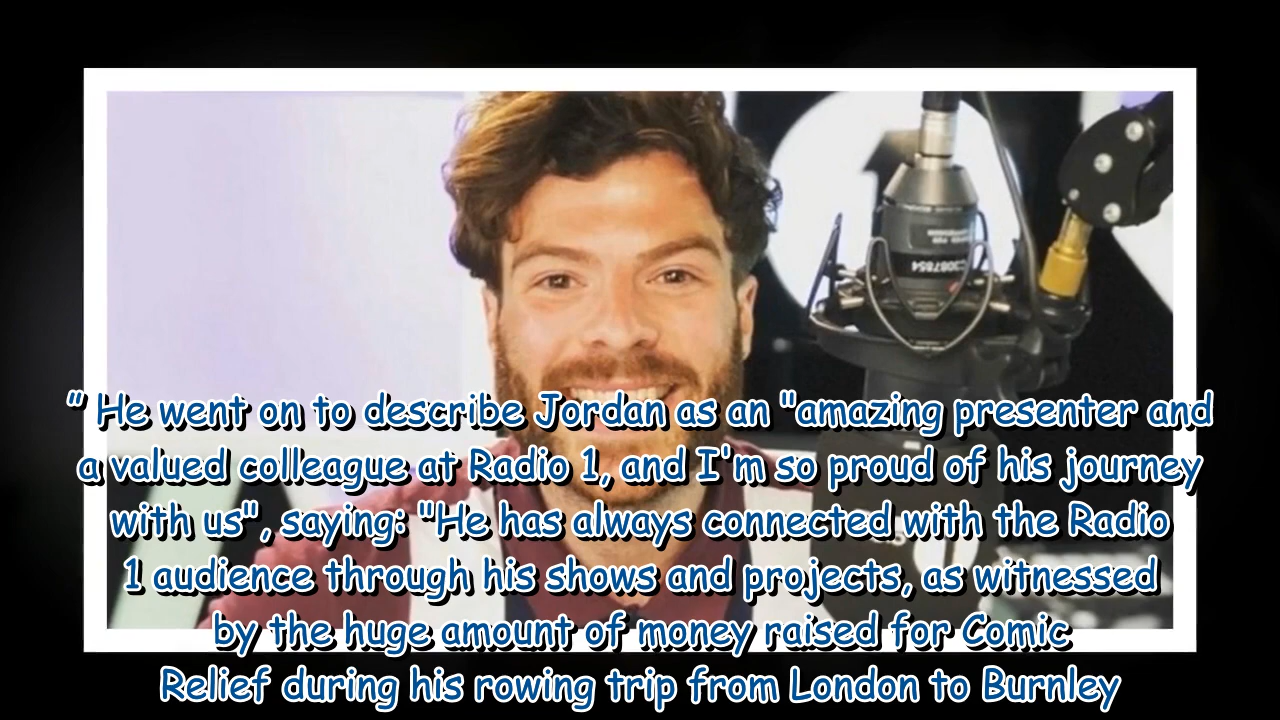 ” He went on to describe Jordan as an "amazing presenter and
a valued colleague at Radio 1, and I'm so proud of his journey
with us", saying: "He has always connected with the Radio
1 audience through his shows and projects, as witnessed
by the huge amount of money raised for Comic
Relief during his rowing trip from London to Burnley